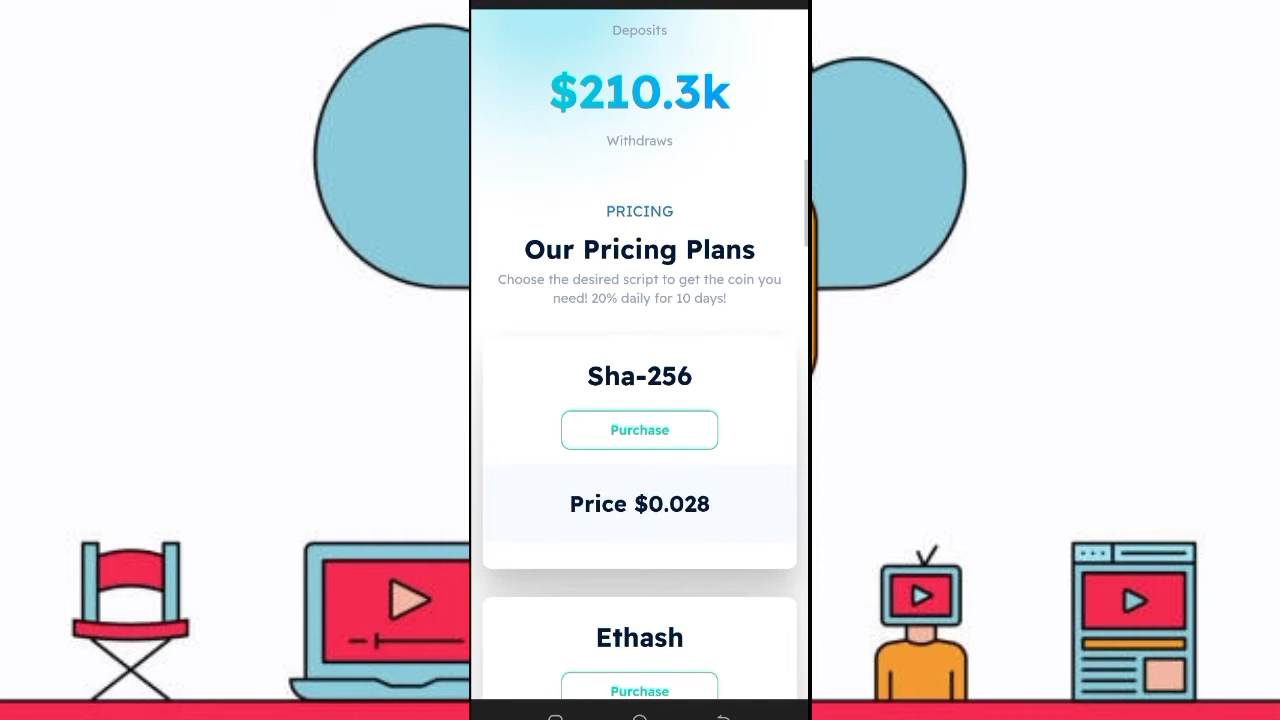 Deposits
$210.3k
Withdraws
PRICING
Our Pricing Plans
Choose the desired script to get the coin you
need! 20% daily for 10 days!
Sha-256
Purchase
Price $0.028
Ethash
Purchase